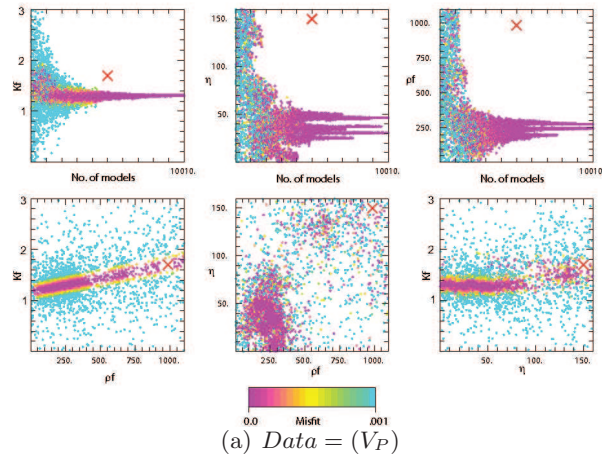 3 150. 1000.
Kf 2 η 100. ρf 750.
1 50. 500.
250.
No. of models 10010. No. of models 10010. No. of models 10010.
3 150. 3
Kf 2 η 100. Kf 2
1 50. 1
250. 500. 750. 1000. 250. 500. 750. 1000. 50. 100. 150.
ρf ρf η
0.0 Misfit .001
(a) Data = (V_P)